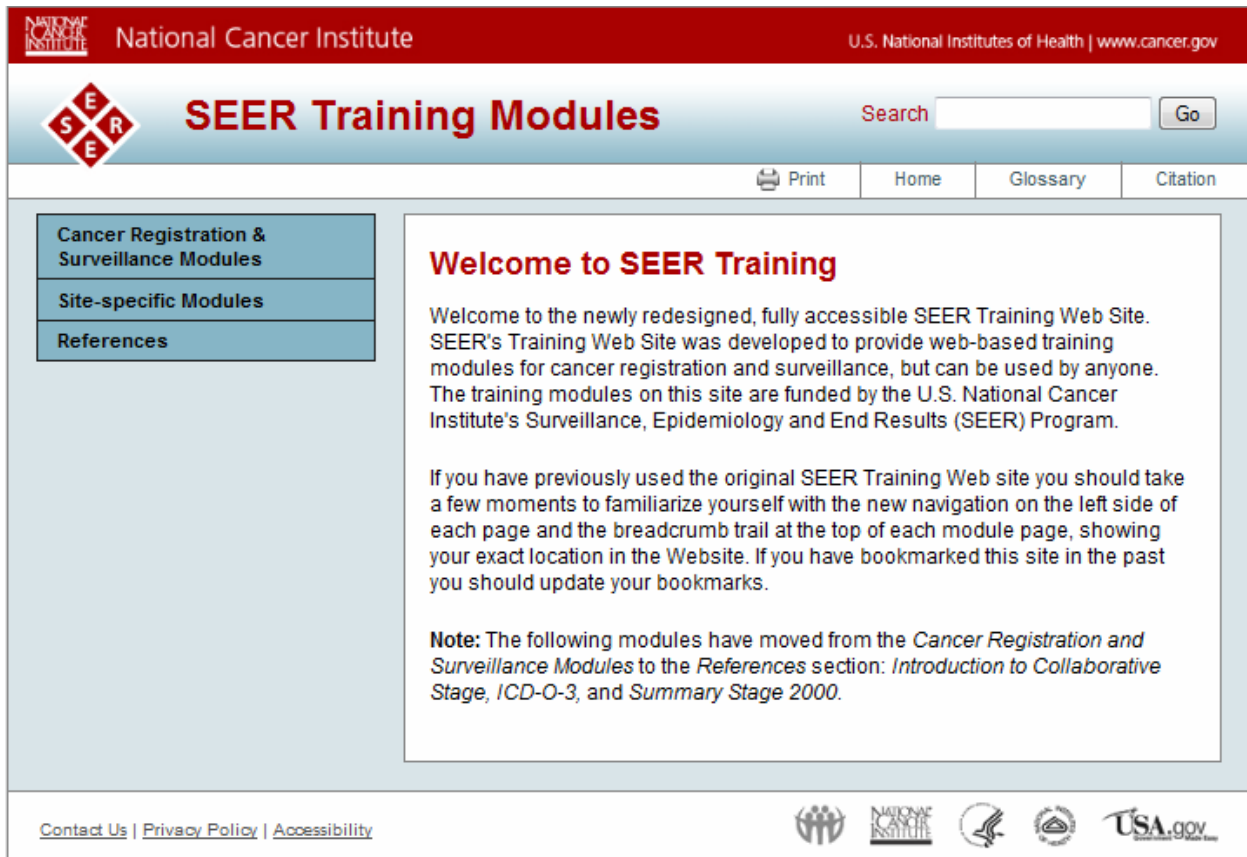 NATIONAL CANCER INSTITUTE
National Cancer Institute
U.S. National Institutes of Health | www.cancer.gov
S E R E
SEER Training Modules
Search
Go
Print
Home
Glossary
Citation
Cancer Registration &
Surveillance Modules
Site-specific Modules
References
Welcome to SEER Training
Welcome to the newly redesigned, fully accessible SEER Training Web Site.
SEER's Training Web Site was developed to provide web-based training
modules for cancer registration and surveillance, but can be used by anyone.
The training modules on this site are funded by the U.S. National Cancer
Institute's Surveillance, Epidemiology and End Results (SEER) Program.
If you have previously used the original SEER Training Web site you should take
a few moments to familiarize yourself with the new navigation on the left side of
each page and the breadcrumb trail at the top of each module page, showing
your exact location in the Website. If you have bookmarked this site in the past
you should update your bookmarks.
Note: The following modules have moved from the Cancer Registration and
Surveillance Modules to the References section: Introduction to Collaborative
Stage, ICD-O-3, and Summary Stage 2000.
Contact Us | Privacy Policy | Accessibility
NATIONAL CANCER INSTITUTE
USA.gov
Government Made Easy